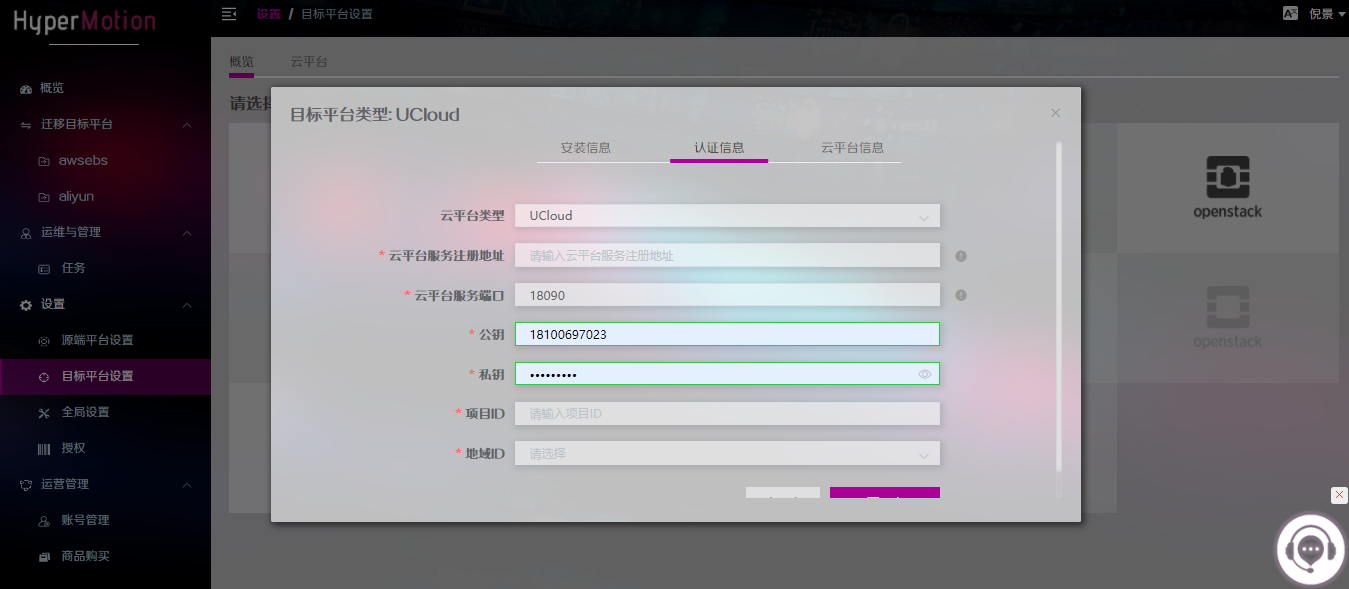 HyperMotion
设置 / 目标平台设置
倪景
概览
迁移目标平台
awsebs
aliyun
运维与管理
任务
设置
源端平台设置
目标平台设置
全局设置
授权
运营管理
账号管理
商品购买
概览
云平台
请选择
目标平台类型: UCloud
安装信息
认证信息
云平台信息
云平台类型
UCloud
* 云平台服务注册地址
请输入云平台服务注册地址
* 云平台服务端口
18090
* 公钥
18100697023
* 私钥
•••••••••
* 项目ID
请输入项目ID
* 地域ID
请选择
openstack
openstack